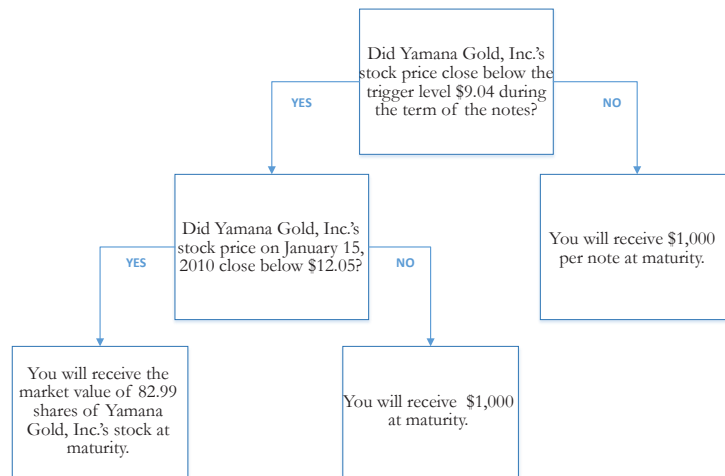 Did Yamana Gold, Inc.'s
stock price close below the
trigger level $9.04 during
the term of the notes?
YES
NO
Did Yamana Gold, Inc.'s
stock price on January 15,
2010 close below $12.05?
You will receive $1,000
per note at maturity.
YES
NO
You will receive the
market value of 82.99
shares of Yamana
Gold, Inc.'s stock at
maturity.
You will receive $1,000
at maturity.